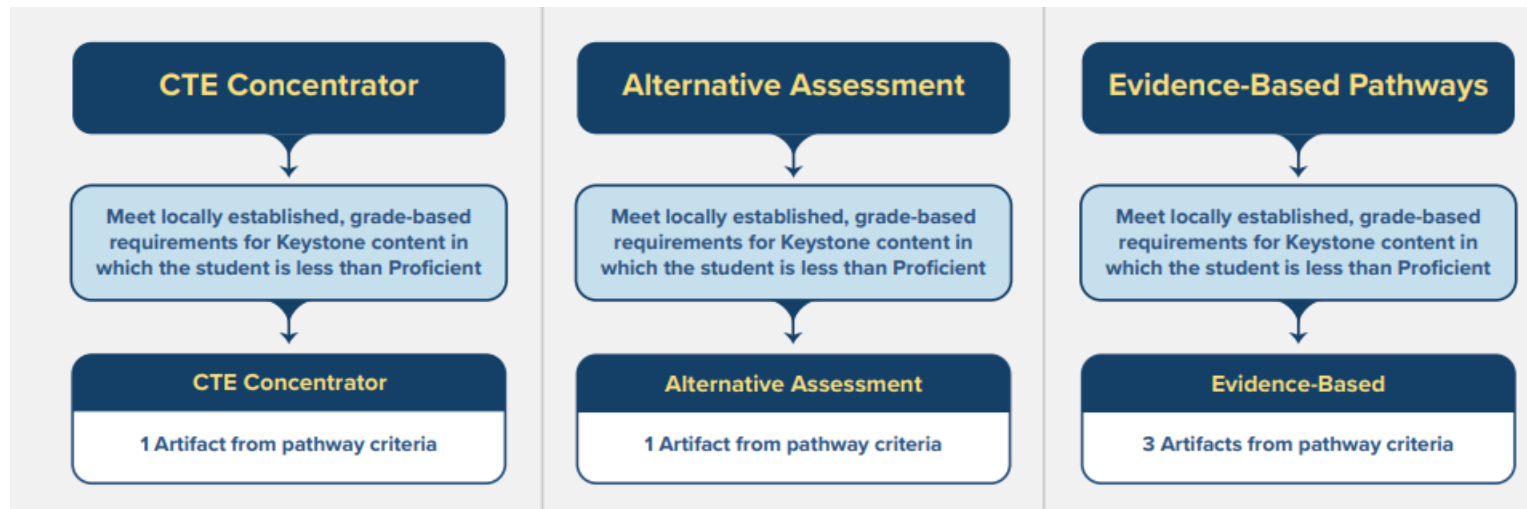 CTE Concentrator
Meet locally established, grade-based
requirements for Keystone content in
which the student is less than Proficient
CTE Concentrator
1 Artifact from pathway criteria
Alternative Assessment
Meet locally established, grade-based
requirements for Keystone content in
which the student is less than Proficient
Alternative Assessment
1 Artifact from pathway criteria
Evidence-Based Pathways
Meet locally established, grade-based
requirements for Keystone content in
which the student is less than Proficient
Evidence-Based
3 Artifacts from pathway criteria